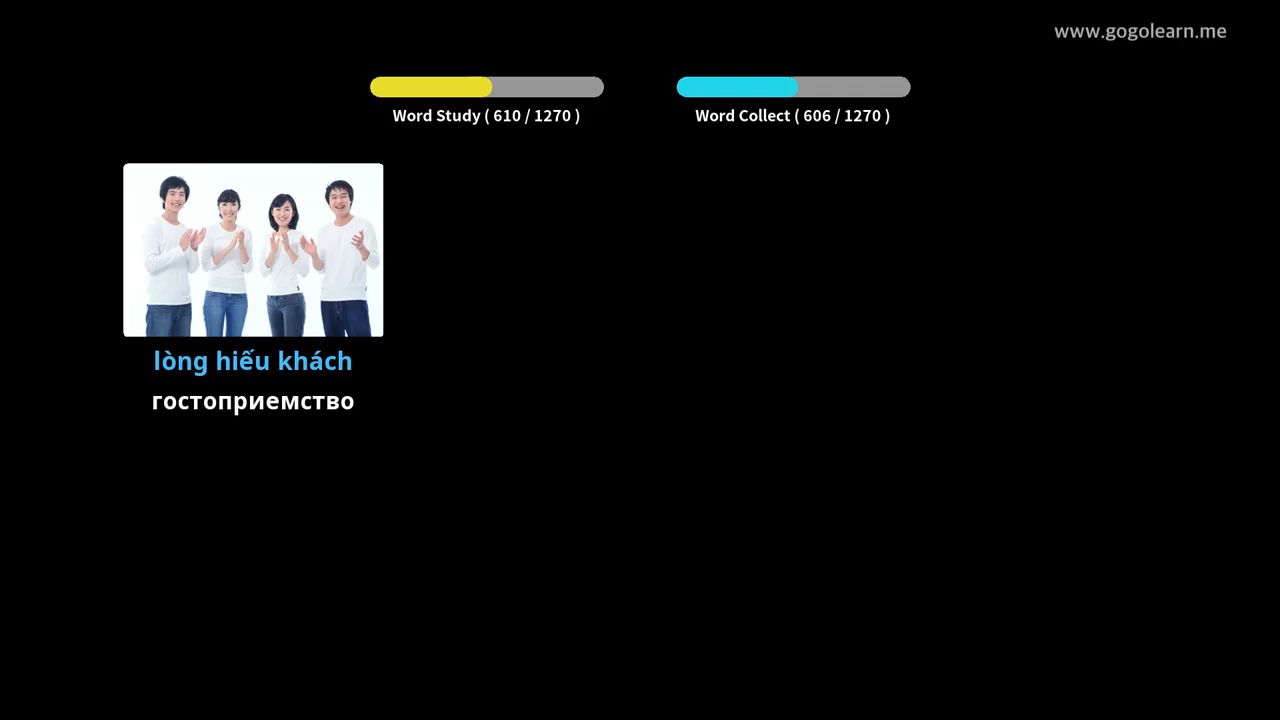 www.gogolearn.me
Word Study ( 610 / 1270 )
Word Collect ( 606 / 1270 )
lòng hiếu khách
гостоприемство